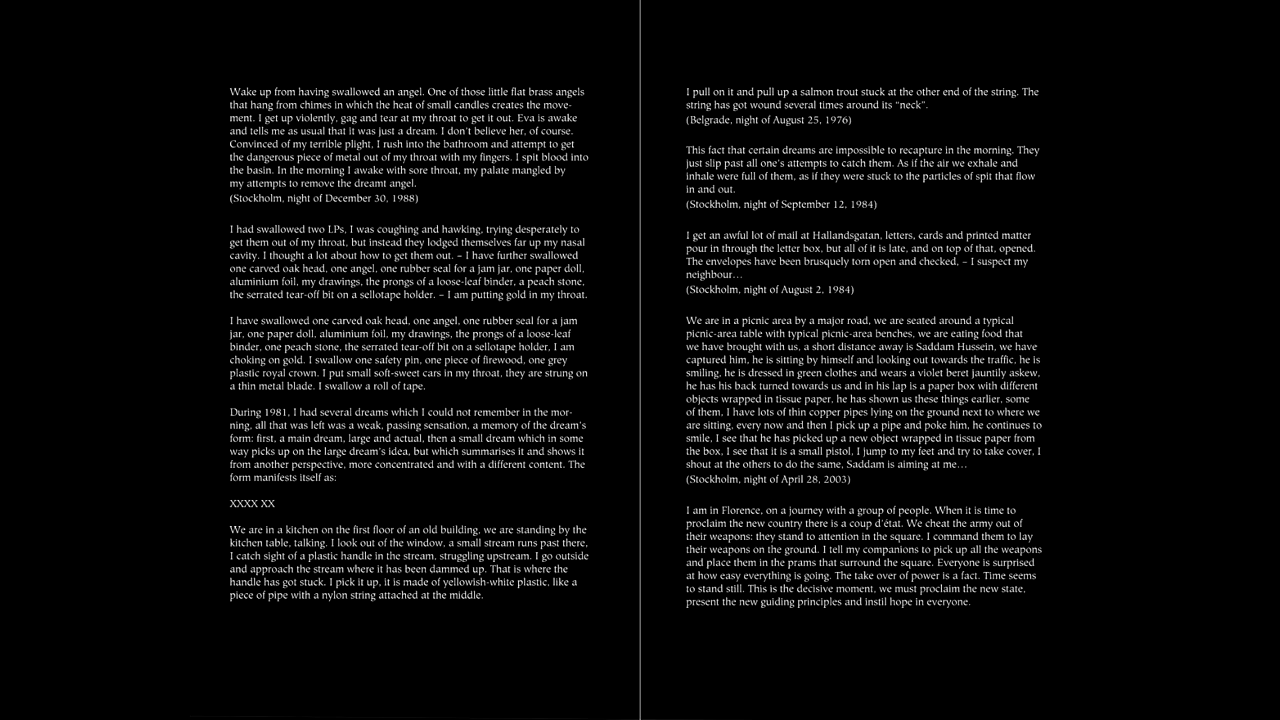 Wake up from having swallowed an angel. One of those little flat brass angels
that hang from chimes in which the heat of small candles creates the move-
ment. I get up violently, gag and tear at my throat to get it out. Eva is awake
and tells me as usual that it was just a dream. I don't believe her, of course.
Convinced of my terrible plight, I rush into the bathroom and attempt to get
the dangerous piece of metal out of my throat with my fingers. I spit blood into
the basin. In the morning I awake with sore throat, my palate mangled by
my attempts to remove the dreamt angel.
(Stockholm, night of December 30, 1988)
I had swallowed two LPs, I was coughing and hawking, trying desperately to
get them out of my throat, but instead they lodged themselves far up my nasal
cavity. I thought a lot about how to get them out. – I have further swallowed
one carved oak head, one angel, one rubber seal for a jam jar, one paper doll,
aluminium foil, my drawings, the prongs of a loose-leaf binder, a peach stone,
the serrated tear-off bit on a sellotape holder. – I am putting gold in my throat.
I have swallowed one carved oak head, one angel, one rubber seal for a jam
jar, one paper doll, aluminium foil, my drawings, the prongs of a loose-leaf
binder, one peach stone, the serrated tear-off bit on a sellotape holder, I am
choking on gold. I swallow one safety pin, one piece of firewood, one grey
plastic royal crown. I put small soft-sweet cars in my throat, they are strung on
a thin metal blade. I swallow a roll of tape.
During 1981, I had several dreams which I could not remember in the mor-
ning, all that was left was a weak, passing sensation, a memory of the dream's
form: first, a main dream, large and actual, then a small dream which in some
way picks up on the large dream's idea, but which summarises it and shows it
from another perspective, more concentrated and with a different content. The
form manifests itself as:
XXXX XX
We are in a kitchen on the first floor of an old building, we are standing by the
kitchen table, talking. I look out of the window, a small stream runs past there,
I catch sight of a plastic handle in the stream, struggling upstream. I go outside
and approach the stream where it has been dammed up. That is where the
handle has got stuck. I pick it up, it is made of yellowish-white plastic, like a
piece of pipe with a nylon string attached at the middle.
I pull on it and pull up a salmon trout stuck at the other end of the string. The
string has got wound several times around its “neck”.
(Belgrade, night of August 25, 1976)
This fact that certain dreams are impossible to recapture in the morning. They
just slip past all one's attempts to catch them. As if the air we exhale and
inhale were full of them, as if they were stuck to the particles of spit that flow
in and out.
(Stockholm, night of September 12, 1984)
I get an awful lot of mail at Hallandsgatan, letters, cards and printed matter
pour in through the letter box, but all of it is late, and on top of that, opened.
The envelopes have been brusquely torn open and checked, – I suspect my
neighbour…
(Stockholm, night of August 2, 1984)
We are in a picnic area by a major road, we are seated around a typical
picnic-area table with typical picnic-area benches, we are eating food that
we have brought with us, a short distance away is Saddam Hussein, we have
captured him, he is sitting by himself and looking out towards the traffic, he is
smiling, he is dressed in green clothes and wears a violet beret jauntily askew,
he has his back turned towards us and in his lap is a paper box with different
objects wrapped in tissue paper, he has shown us these things earlier, some
of them, I have lots of thin copper pipes lying on the ground next to where we
are sitting, every now and then I pick up a pipe and poke him, he continues to
smile, I see that he has picked up a new object wrapped in tissue paper from
the box, I see that it is a small pistol, I jump to my feet and try to take cover, I
shout at the others to do the same, Saddam is aiming at me…
(Stockholm, night of April 28, 2003)
I am in Florence, on a journey with a group of people. When it is time to
proclaim the new country there is a coup d'état. We cheat the army out of
their weapons: they stand to attention in the square. I command them to lay
their weapons on the ground. I tell my companions to pick up all the weapons
and place them in the prams that surround the square. Everyone is surprised
at how easy everything is going. The take over of power is a fact. Time seems
to stand still. This is the decisive moment, we must proclaim the new state,
present the new guiding principles and instil hope in everyone.